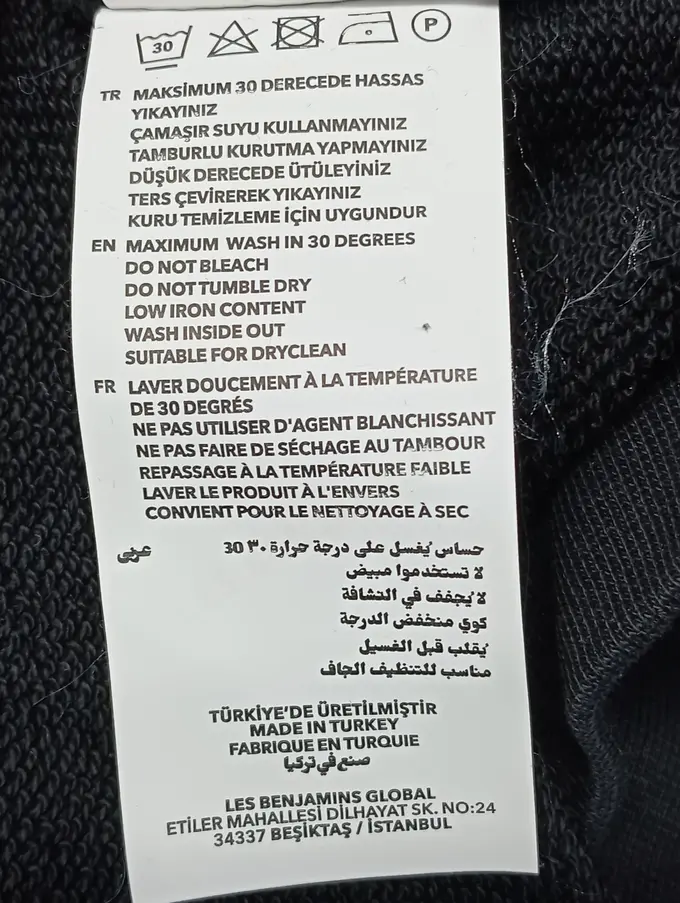 30
P
TR MAKSİMUM 30 DERECEDE HASSAS
YIKAYINIZ
ÇAMAŞIR SUYU KULLANMAYINIZ
TAMBURLU KURUTMA YAPMAYINIZ
DÜŞÜK DERECEDE ÜTÜLEYİNİZ
TERS ÇEVİREREK YIKAYINIZ
KURU TEMİZLEME İÇİN UYGUNDUR
EN MAXIMUM WASH IN 30 DEGREES
DO NOT BLEACH
DO NOT TUMBLE DRY
LOW IRON CONTENT
WASH INSIDE OUT
SUITABLE FOR DRYCLEAN
FR LAVER DOUCEMENT À LA TEMPÉRATURE
DE 30 DEGRÉS
NE PAS UTILISER D'AGENT BLANCHISSANT
NE PAS FAIRE DE SÉCHAGE AU TAMBOUR
REPASSAGE À LA TEMPÉRATURE FAIBLE
LAVER LE PRODUIT À L'ENVERS
CONVIENT POUR LE NETTOYAGE À SEC
عربى حساس يُغسل على درجة حرارة ٣٠ 30
لا تستخدموا مبيض
لا يُجفف في النشافة
كوي منخفض الدرجة
يُقلب قبل الغسيل
مناسب للتنظيف الجاف
TÜRKİYE'DE ÜRETİLMİŞTİR
MADE IN TURKEY
FABRIQUE EN TURQUIE
صنع في تركيا
LES BENJAMINS GLOBAL
ETİLER MAHALLESİ DİLHAYAT SK. NO:24
34337 BEŞİKTAŞ / İSTANBUL